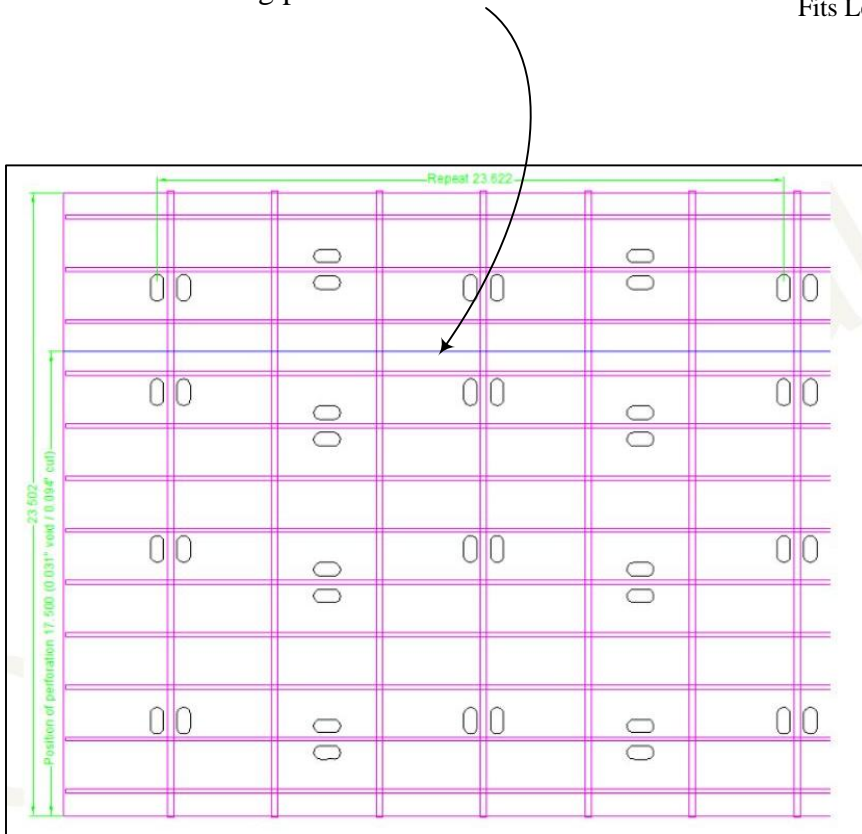 Fits
Repeat 23.622
23.502
Position of perforation 17.500 (0.031" void / 0.094" cut)